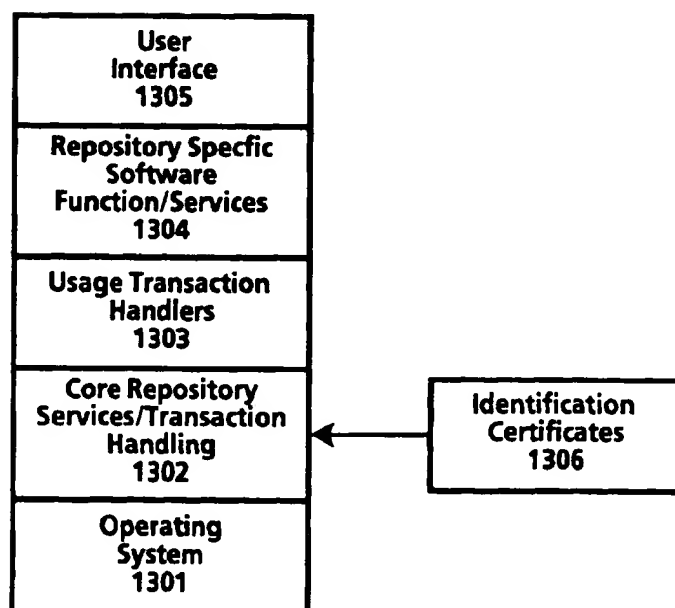 User
Interface
1305
Repository Specfic
Software
Function/Services
1304
Usage Transaction
Handlers
1303
Core Repository
Services/Transaction
Handling
1302
Identification
Certificates
1306
Operating
System
1301